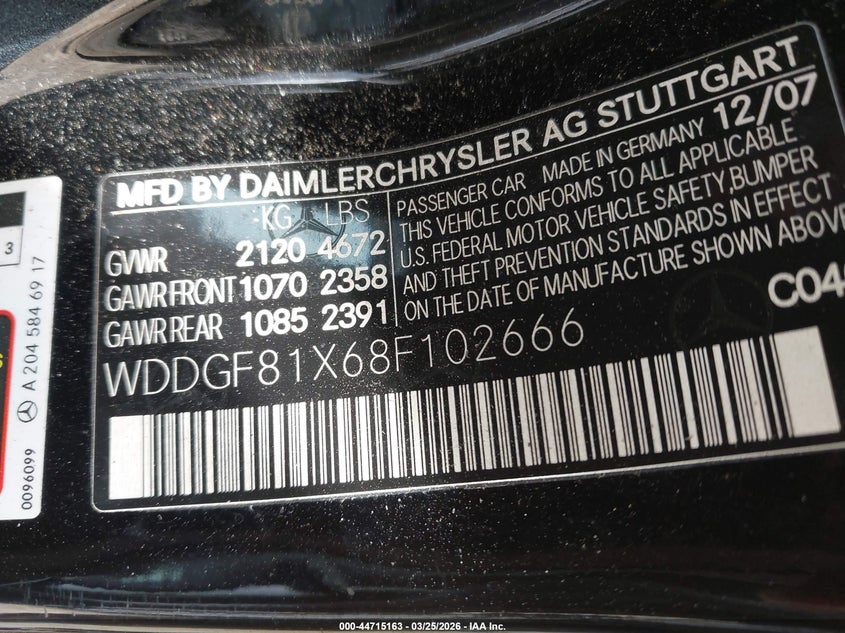 MFD BY DAIMLERCHRYSLER AG STUTTGART
12/07
KG LBS
GVWR 2120 4672
GAWR FRONT 1070 2358
GAWR REAR 1085 2391
PASSENGER CAR MADE IN GERMANY
THIS VEHICLE CONFORMS TO ALL APPLICABLE
U.S. FEDERAL MOTOR VEHICLE SAFETY, BUMPER
AND THEFT PREVENTION STANDARDS IN EFFECT
ON THE DATE OF MANUFACTURE SHOWN ABOVE
C04
WDDGF81X68F102666
3
A 204 584 69 17
0096099
000-44715163 - 03/25/2026 - IAA Inc.